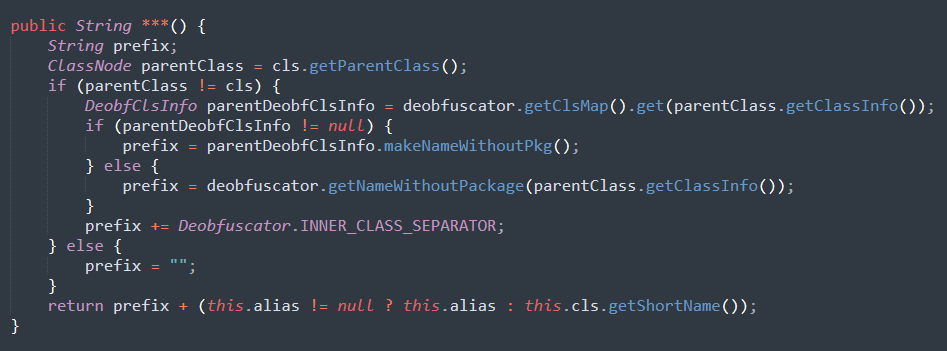 public String ***() {
    String prefix;
    ClassNode parentClass = cls.getParentClass();
    if (parentClass != cls) {
        DeobfClsInfo parentDeobfClsInfo = deobfuscator.getClsMap().get(parentClass.getClassInfo());
        if (parentDeobfClsInfo != null) {
            prefix = parentDeobfClsInfo.makeNameWithoutPkg();
        } else {
            prefix = deobfuscator.getNameWithoutPackage(parentClass.getClassInfo());
        }
        prefix += Deobfuscator.INNER_CLASS_SEPARATOR;
    } else {
        prefix = "";
    }
    return prefix + (this.alias != null ? this.alias : this.cls.getShortName());
}